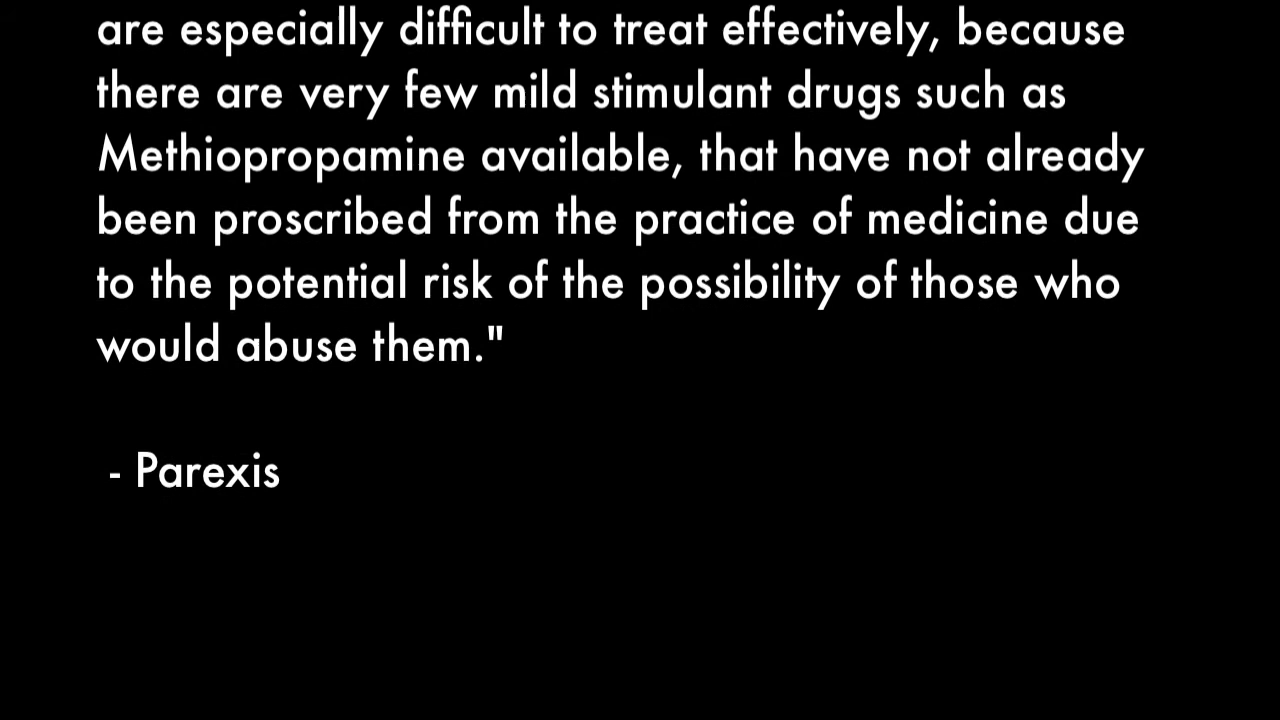 are especially difficult to treat effectively, because
there are very few mild stimulant drugs such as
Methiopropamine available, that have not already
been proscribed from the practice of medicine due
to the potential risk of the possibility of those who
would abuse them."
- Parexis